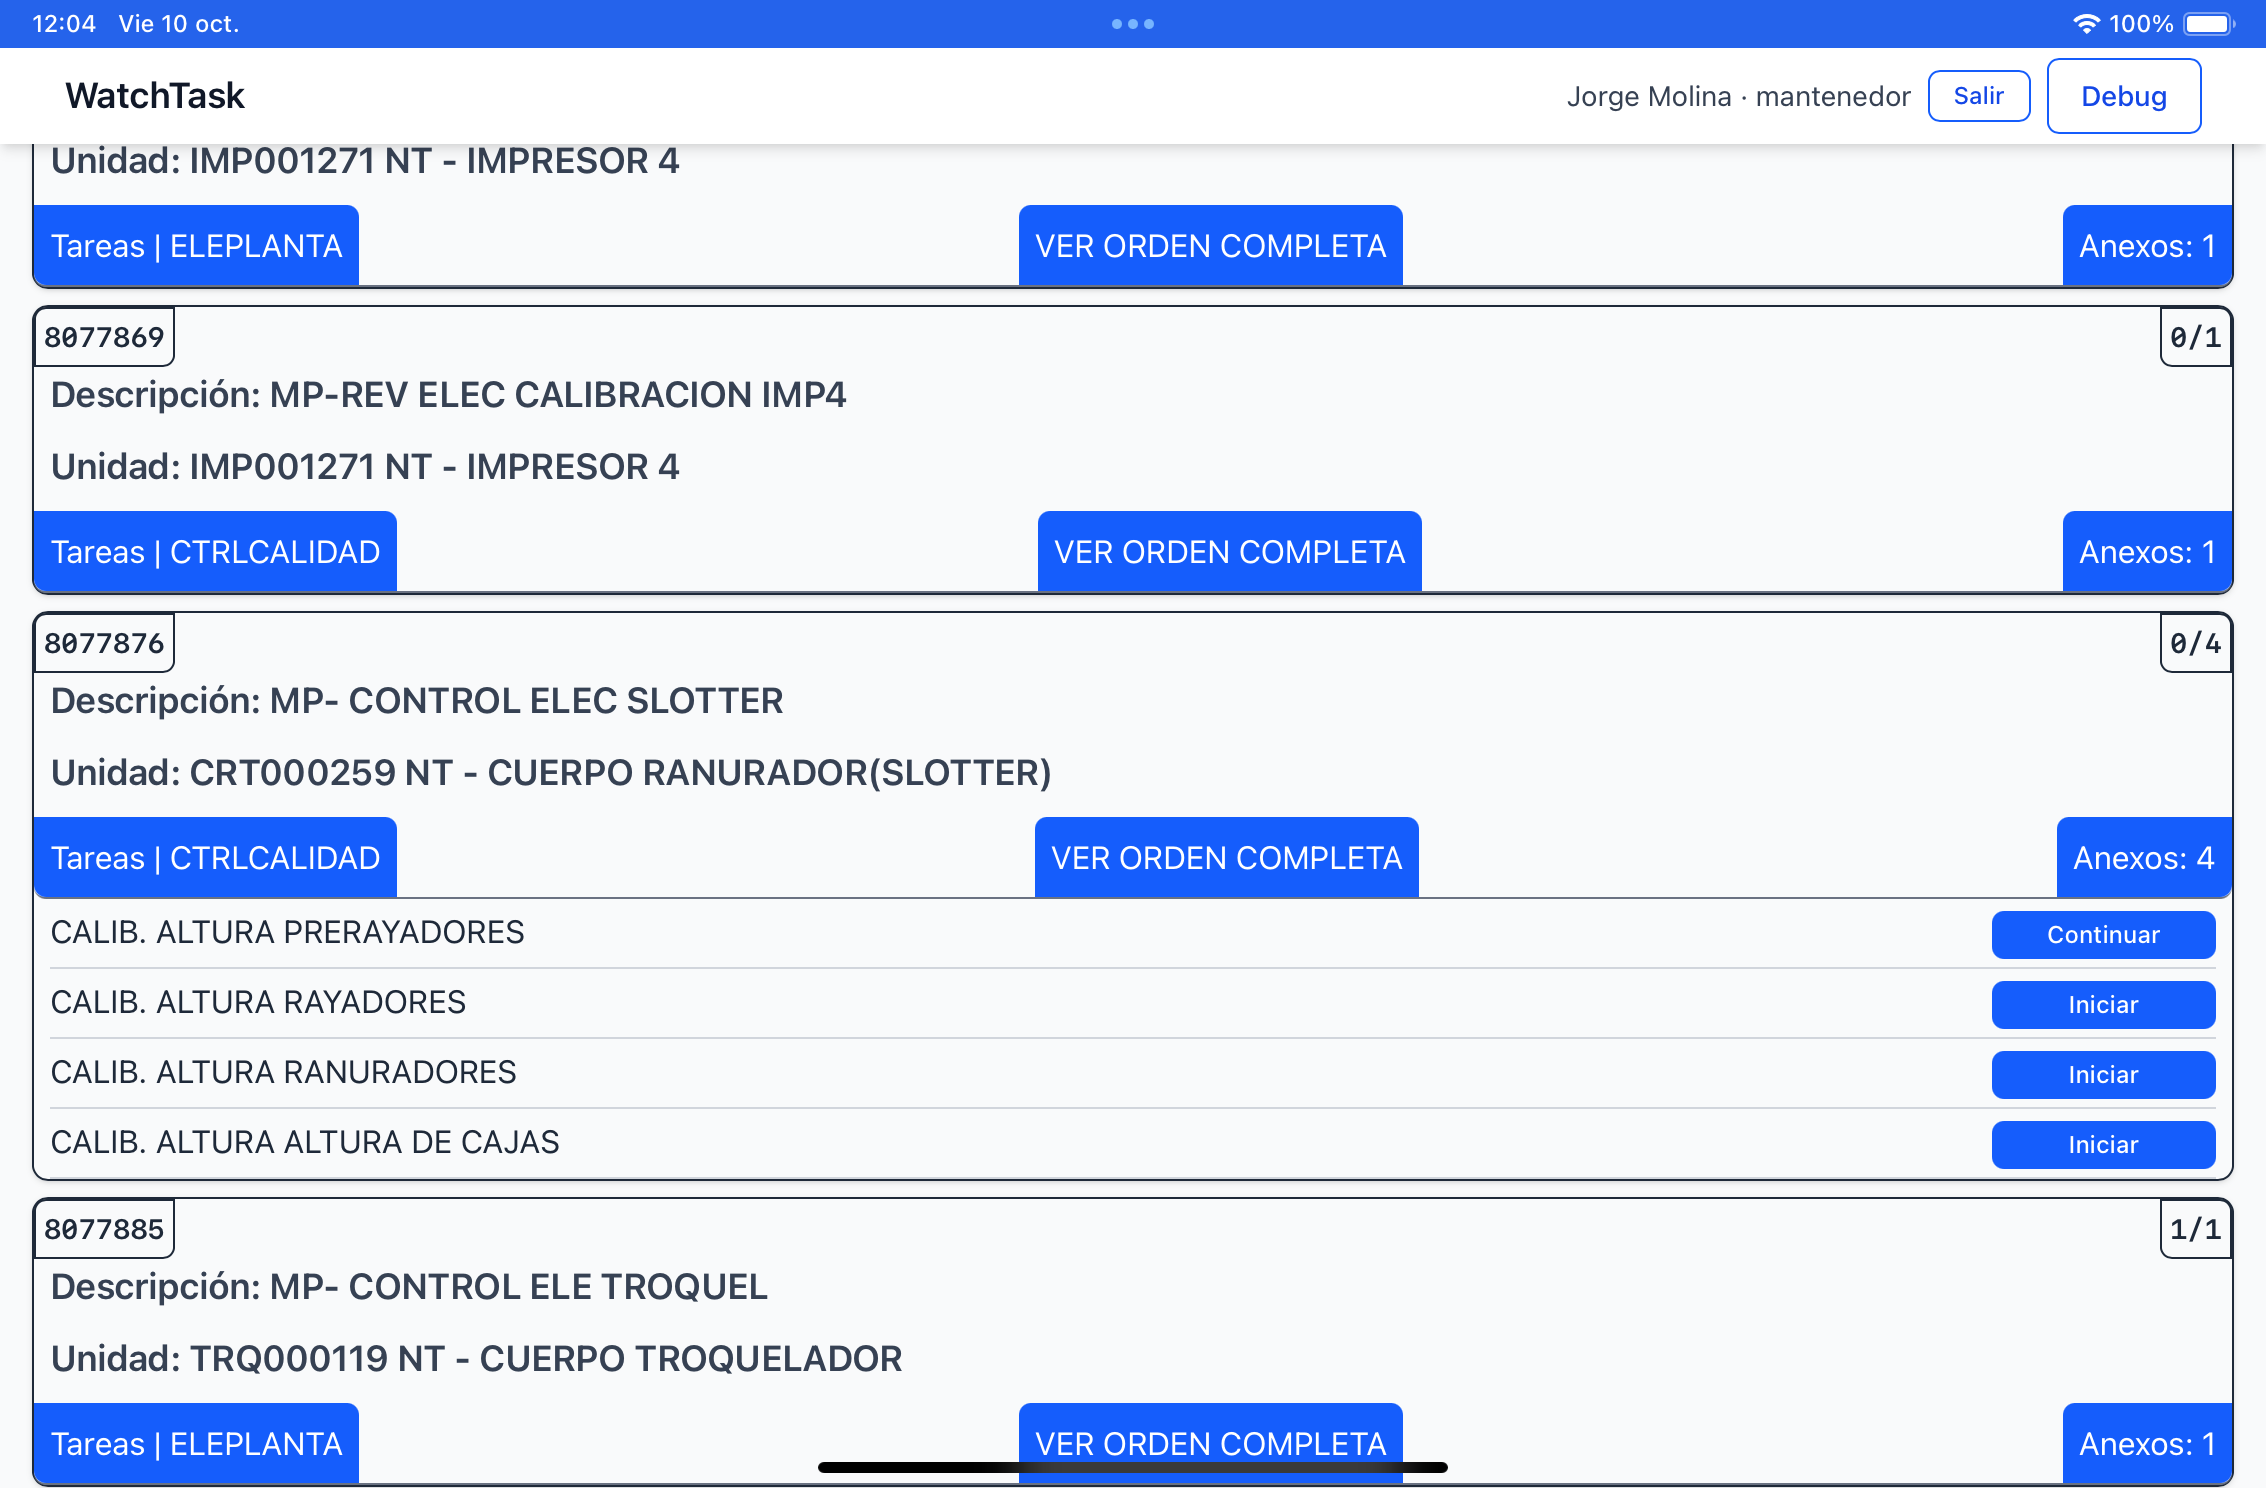 12:04 Vie 10 oct.
100%
WatchTask
Jorge Molina · mantenedor
Salir
Debug
Unidad: IMP001271 NT - IMPRESOR 4
Tareas | ELEPLANTA
VER ORDEN COMPLETA
Anexos: 1
8077869
0/1
Descripción: MP-REV ELEC CALIBRACION IMP4
Unidad: IMP001271 NT - IMPRESOR 4
Tareas | CTRLCALIDAD
VER ORDEN COMPLETA
Anexos: 1
8077876
0/4
Descripción: MP- CONTROL ELEC SLOTTER
Unidad: CRT000259 NT - CUERPO RANURADOR(SLOTTER)
Tareas | CTRLCALIDAD
VER ORDEN COMPLETA
Anexos: 4
CALIB. ALTURA PRERAYADORES
Continuar
CALIB. ALTURA RAYADORES
Iniciar
CALIB. ALTURA RANURADORES
Iniciar
CALIB. ALTURA ALTURA DE CAJAS
Iniciar
8077885
1/1
Descripción: MP- CONTROL ELE TROQUEL
Unidad: TRQ000119 NT - CUERPO TROQUELADOR
Tareas | ELEPLANTA
VER ORDEN COMPLETA
Anexos: 1